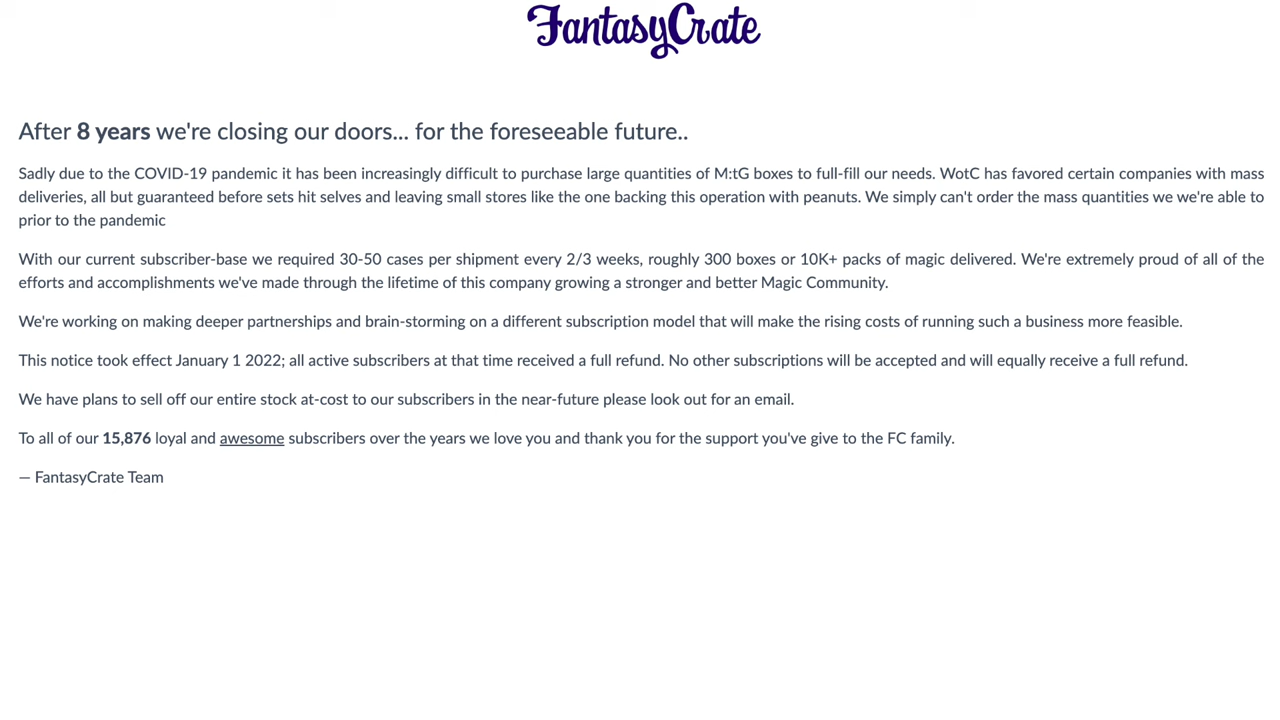 FantasyCrate
After 8 years we're closing our doors... for the foreseeable future..
Sadly due to the COVID-19 pandemic it has been increasingly difficult to purchase large quantities of M:tG boxes to full-fill our needs. WotC has favored certain companies with mass
deliveries, all but guaranteed before sets hit selves and leaving small stores like the one backing this operation with peanuts. We simply can't order the mass quantities we we're able to
prior to the pandemic
With our current subscriber-base we required 30-50 cases per shipment every 2/3 weeks, roughly 300 boxes or 10K+ packs of magic delivered. We're extremely proud of all of the
efforts and accomplishments we've made through the lifetime of this company growing a stronger and better Magic Community.
We're working on making deeper partnerships and brain-storming on a different subscription model that will make the rising costs of running such a business more feasible.
This notice took effect January 1 2022; all active subscribers at that time received a full refund. No other subscriptions will be accepted and will equally receive a full refund.
We have plans to sell off our entire stock at-cost to our subscribers in the near-future please look out for an email.
To all of our 15,876 loyal and awesome subscribers over the years we love you and thank you for the support you've give to the FC family.
— FantasyCrate Team